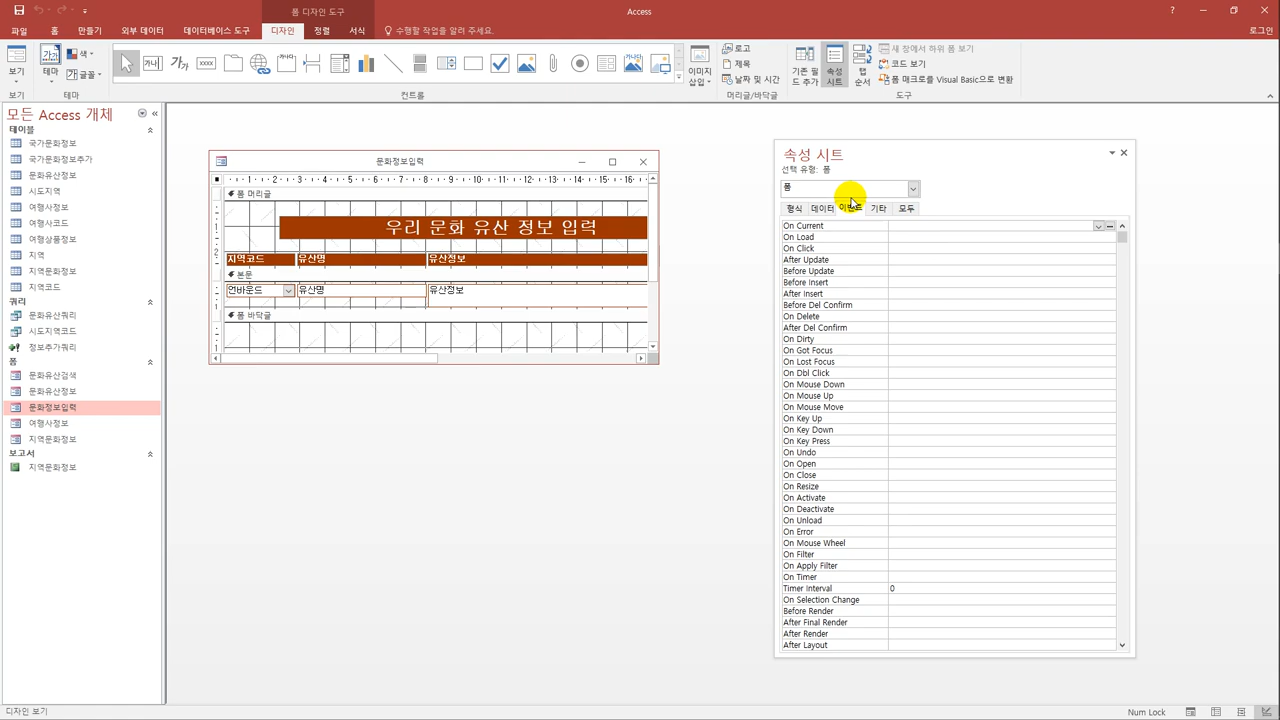 폼 디자인 도구
Access
파일 홈 만들기 외부 데이터 데이터베이스 도구 디자인 정렬 서식 수행할 작업을 알려 주세요.
로그인
보기
테마
색
글꼴
이미지 삽입
로고
제목
날짜 및 시간
기존 필드 추가
속성 시트
탭 순서
새 창에서 하위 폼 보기
코드 보기
폼 매크로를 Visual Basic으로 변환
보기 테마 컨트롤 머리글/바닥글 도구
모든 Access 개체
테이블
국가문화정보
국가문화정보추가
문화유산정보
시도지역
여행사정보
여행사코드
여행상품정보
지역
지역문화정보
지역코드
쿼리
문화유산쿼리
시도지역코드
정보추가쿼리
폼
문화유산검색
문화유산정보
문화정보입력
여행사정보
지역문화정보
보고서
지역문화정보
문화정보입력
폼 머리글
우리 문화 유산 정보 입력
지역코드 유산명 유산정보
본문
언바운드 유산명 유산정보
폼 바닥글
속성 시트
선택 유형: 폼
폼
형식 데이터 이벤트 기타 모두
On Current
On Load
On Click
After Update
Before Update
Before Insert
After Insert
Before Del Confirm
On Delete
After Del Confirm
On Dirty
On Got Focus
On Lost Focus
On Dbl Click
On Mouse Down
On Mouse Up
On Mouse Move
On Key Up
On Key Down
On Key Press
On Undo
On Open
On Close
On Resize
On Activate
On Deactivate
On Unload
On Error
On Mouse Wheel
On Filter
On Apply Filter
On Timer
Timer Interval 0
On Selection Change
Before Render
After Final Render
After Render
After Layout
디자인 보기
Num Lock